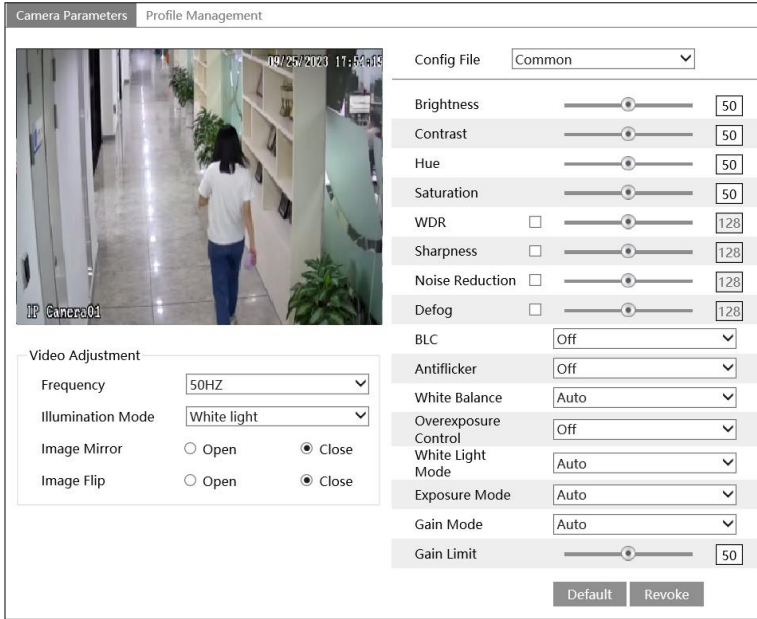 Camera Parameters Profile Management
09/25/2023 17:54:19
IP Camera01
Video Adjustment
Frequency 50HZ
Illumination Mode White light
Image Mirror Open Close
Image Flip Open Close
Config File Common
Brightness 50
Contrast 50
Hue 50
Saturation 50
WDR 128
Sharpness 128
Noise Reduction 128
Defog 128
BLC Off
Antiflicker Off
White Balance Auto
Overexposure
Control Off
White Light
Mode Auto
Exposure Mode Auto
Gain Mode Auto
Gain Limit 50
Default Revoke